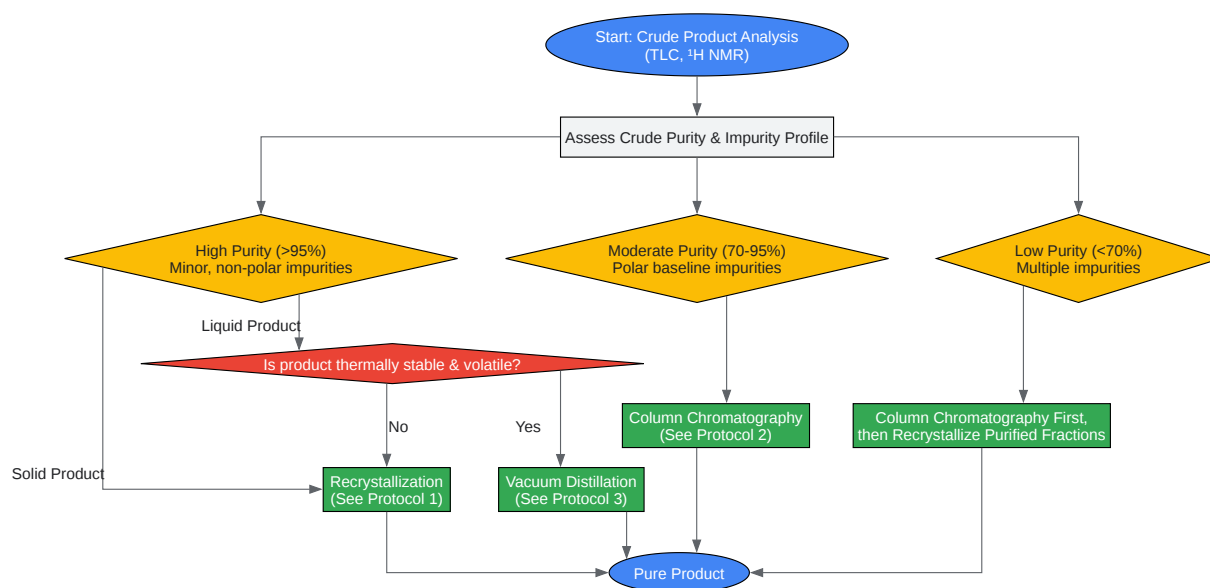 Start: Crude Product Analysis
(TLC, ¹H NMR)
Assess Crude Purity & Impurity Profile
High Purity (>95%)
Minor, non-polar impurities
Moderate Purity (70-95%)
Polar baseline impurities
Low Purity (<70%)
Multiple impurities
Liquid Product
Is product thermally stable & volatile?
Column Chromatography
(See Protocol 2)
Column Chromatography First,
then Recrystallize Purified Fractions
No
Yes
Solid Product
Recrystallization
(See Protocol 1)
Vacuum Distillation
(See Protocol 3)
Pure Product